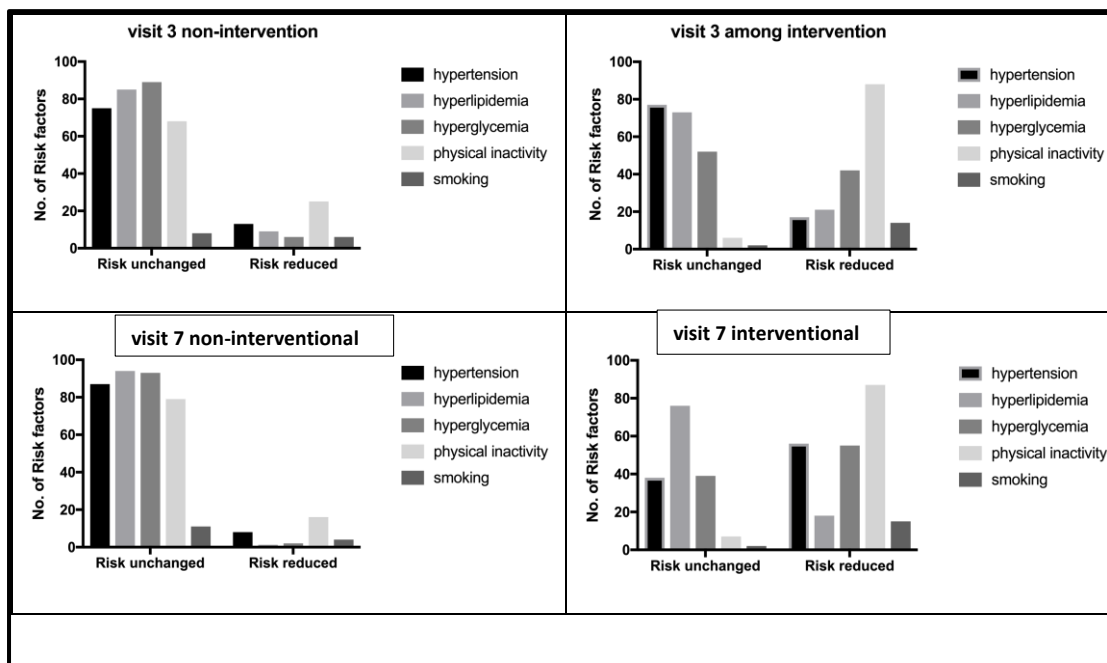 visit 3 non-intervention
No. of Risk factors
100
80
60
40
20
0
Risk unchanged
Risk reduced
hypertension
hyperlipidemia
hyperglycemia
physical inactivity
smoking
visit 3 among intervention
No. of Risk factors
100
80
60
40
20
0
Risk unchanged
Risk reduced
hypertension
hyperlipidemia
hyperglycemia
physical inactivity
smoking
visit 7 non-interventional
No. of Risk factors
100
80
60
40
20
0
Risk unchanged
Risk reduced
hypertension
hyperlipidemia
hyperglycemia
physical inactivity
smoking
visit 7 interventional
No. of Risk factors
100
80
60
40
20
0
Risk unchanged
Risk reduced
hypertension
hyperlipidemia
hyperglycemia
physical inactivity
smoking